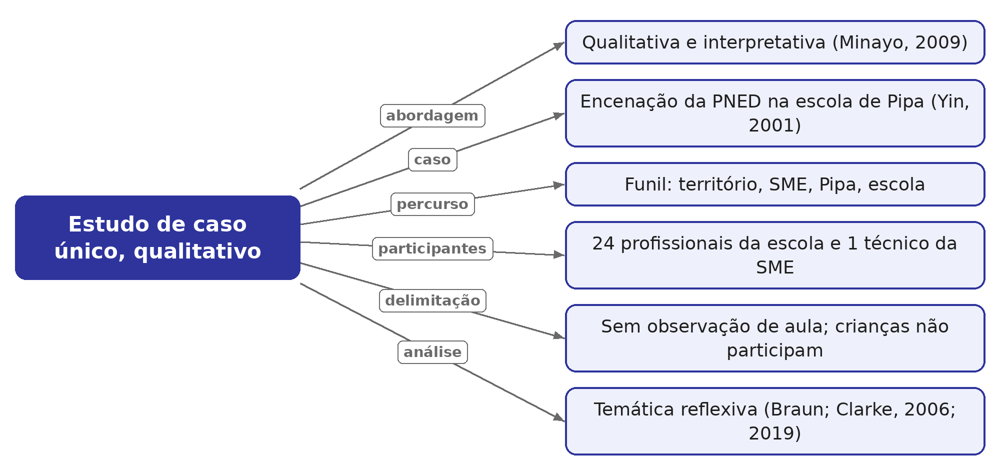 Estudo de caso
único, qualitativo
abordagem
Qualitativa e interpretativa (Minayo, 2009)
caso
Encenação da PNED na escola de Pipa (Yin,
2001)
percurso
Funil: território, SME, Pipa, escola
participantes
24 profissionais da escola e 1 técnico da
SME
delimitação
Sem observação de aula; crianças não
participam
análise
Temática reflexiva (Braun; Clarke, 2006;
2019)